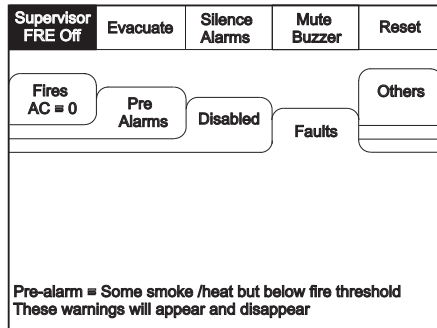 Supervisor
FRE Off
Evacuate
Silence
Alarms
Mute
Buzzer
Reset
Fires
AC = 0
Pre
Alarms
Disabled
Faults
Others
Pre-alarm = Some smoke /heat but below fire threshold
These warnings will appear and disappear